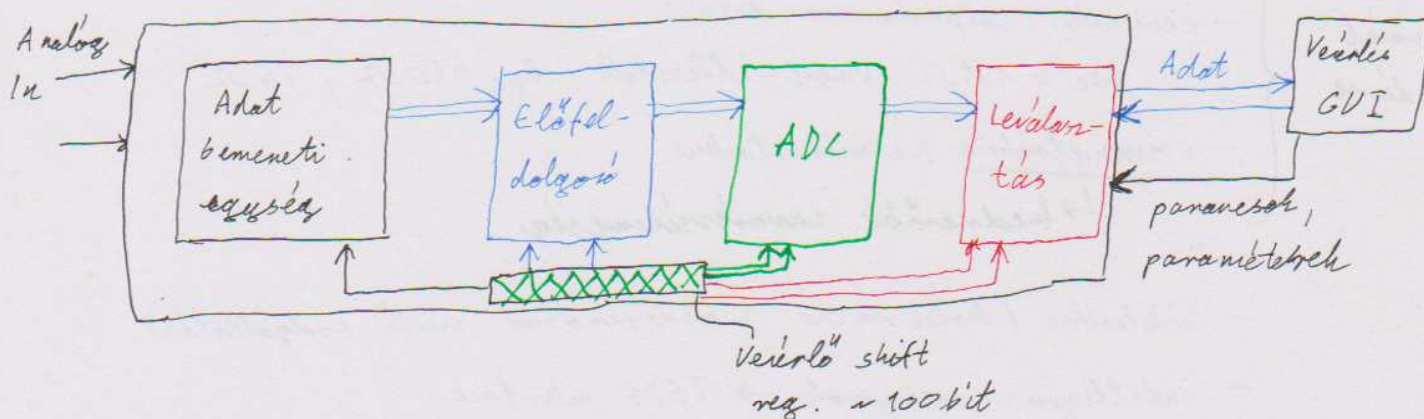 Analóg
In
Adat
bemeneti
egység
Előfel-
dolgozó
ADC
Leválasz-
tás
Adat
Vezérlés
GUI
parancsok,
paraméterek
Vezérlő shift
reg. ~ 100 bit